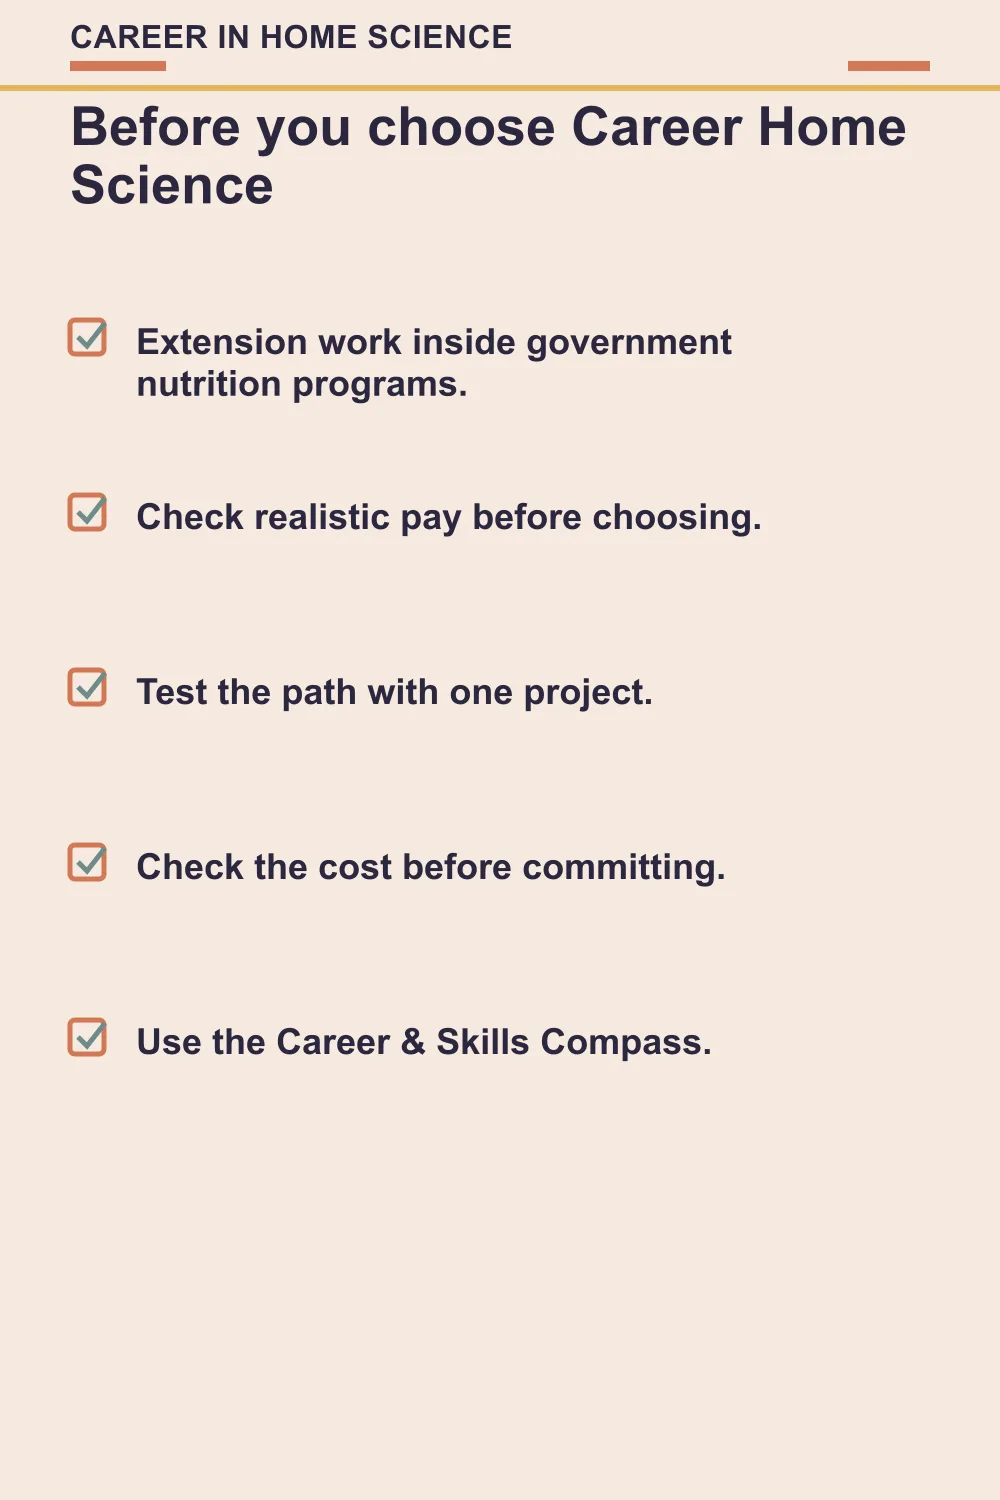 CAREER IN HOME SCIENCE
Before you choose Career Home
Science
Extension work inside government
nutrition programs.
Check realistic pay before choosing.
Test the path with one project.
Check the cost before committing.
Use the Career & Skills Compass.